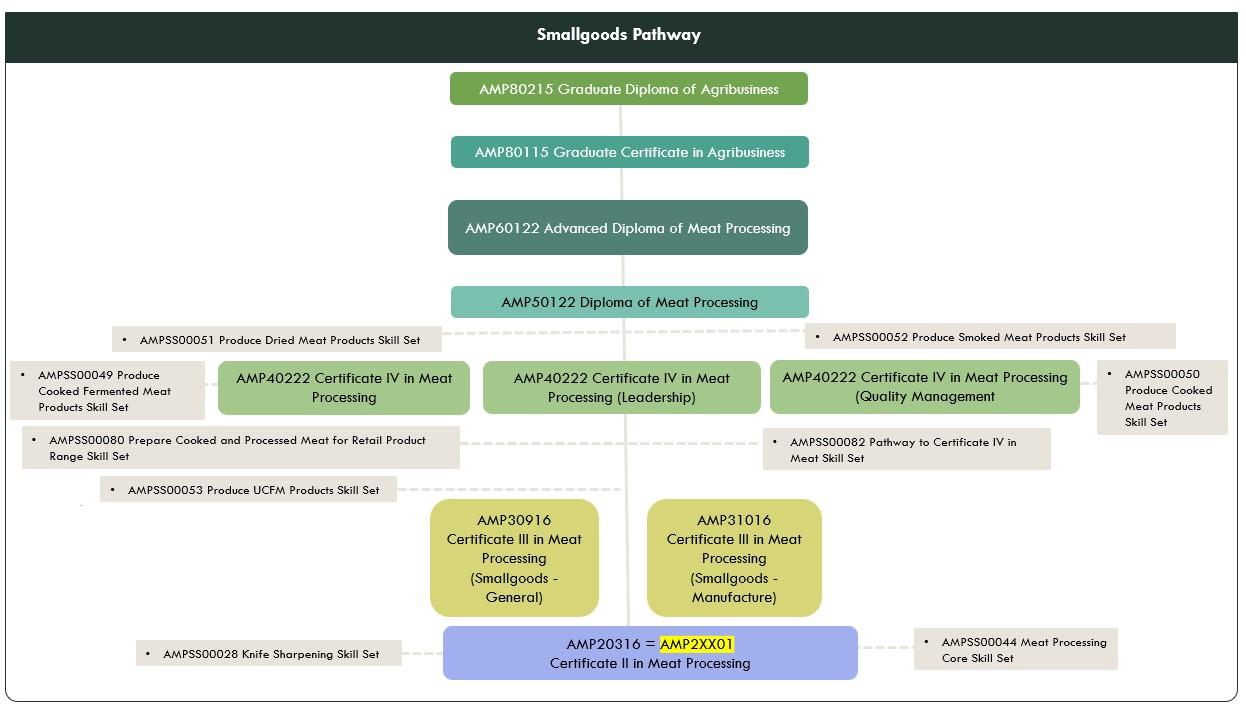 Smallgoods Pathway
AMP80215 Graduate Diploma of Agribusiness
AMP80115 Graduate Certificate in Agribusiness
AMP60122 Advanced Diploma of Meat Processing
AMP50122 Diploma of Meat Processing
• AMPSS00051 Produce Dried Meat Products Skill Set
• AMPSS00052 Produce Smoked Meat Products Skill Set
• AMPSS00049 Produce
Cooked Fermented Meat
Products Skill Set
AMP40222 Certificate IV in Meat
Processing
AMP40222 Certificate IV in Meat
Processing (Leadership)
AMP40222 Certificate IV in Meat Processing
(Quality Management
• AMPSS00050
Produce Cooked
Meat Products
Skill Set
• AMPSS00080 Prepare Cooked and Processed Meat for Retail Product
Range Skill Set
• AMPSS00082 Pathway to Certificate IV in
Meat Skill Set
• AMPSS00053 Produce UCFM Products Skill Set
AMP30916
Certificate III in Meat
Processing
(Smallgoods -
General)
AMP31016
Certificate III in Meat
Processing
(Smallgoods -
Manufacture)
• AMPSS00028 Knife Sharpening Skill Set
AMP20316 = AMP2XX01
Certificate II in Meat Processing
• AMPSS00044 Meat Processing
Core Skill Set